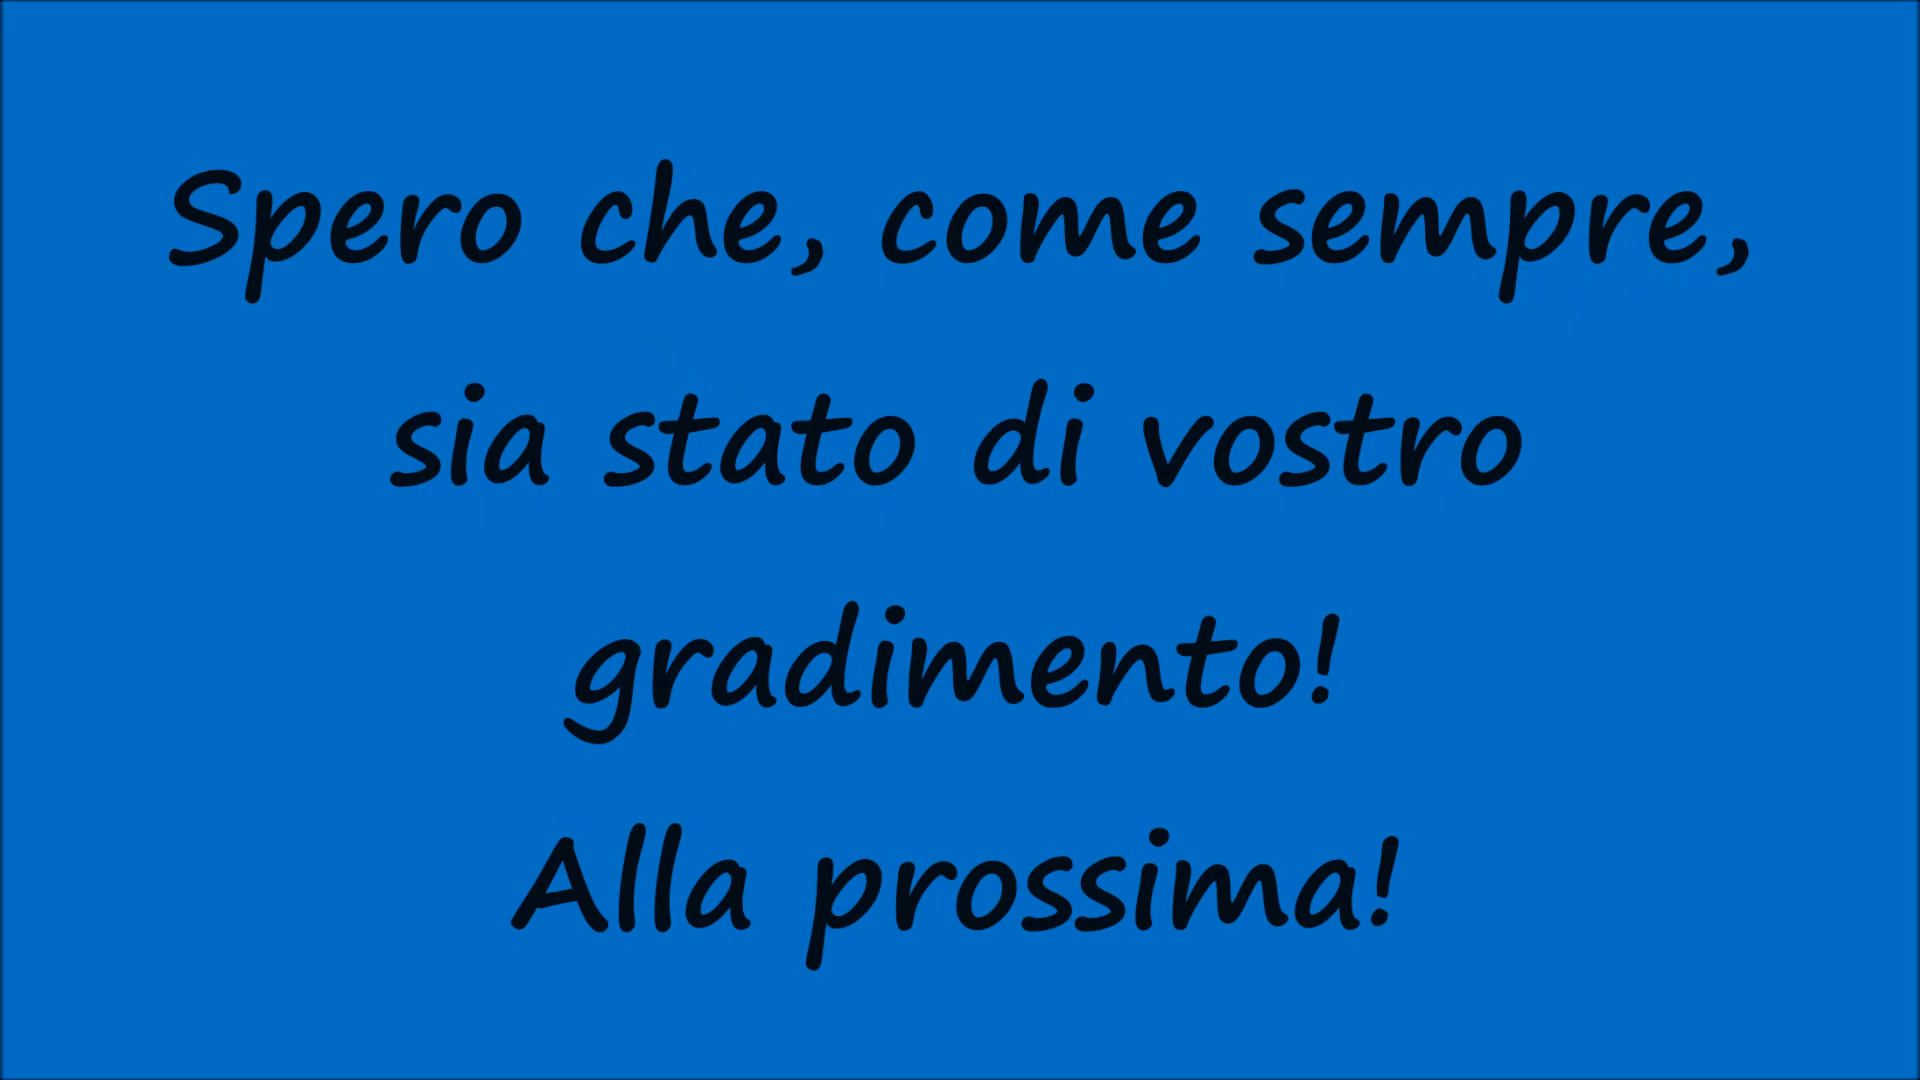 Spero che, come sempre,
sia stato di vostro
gradimento!
Alla prossima!